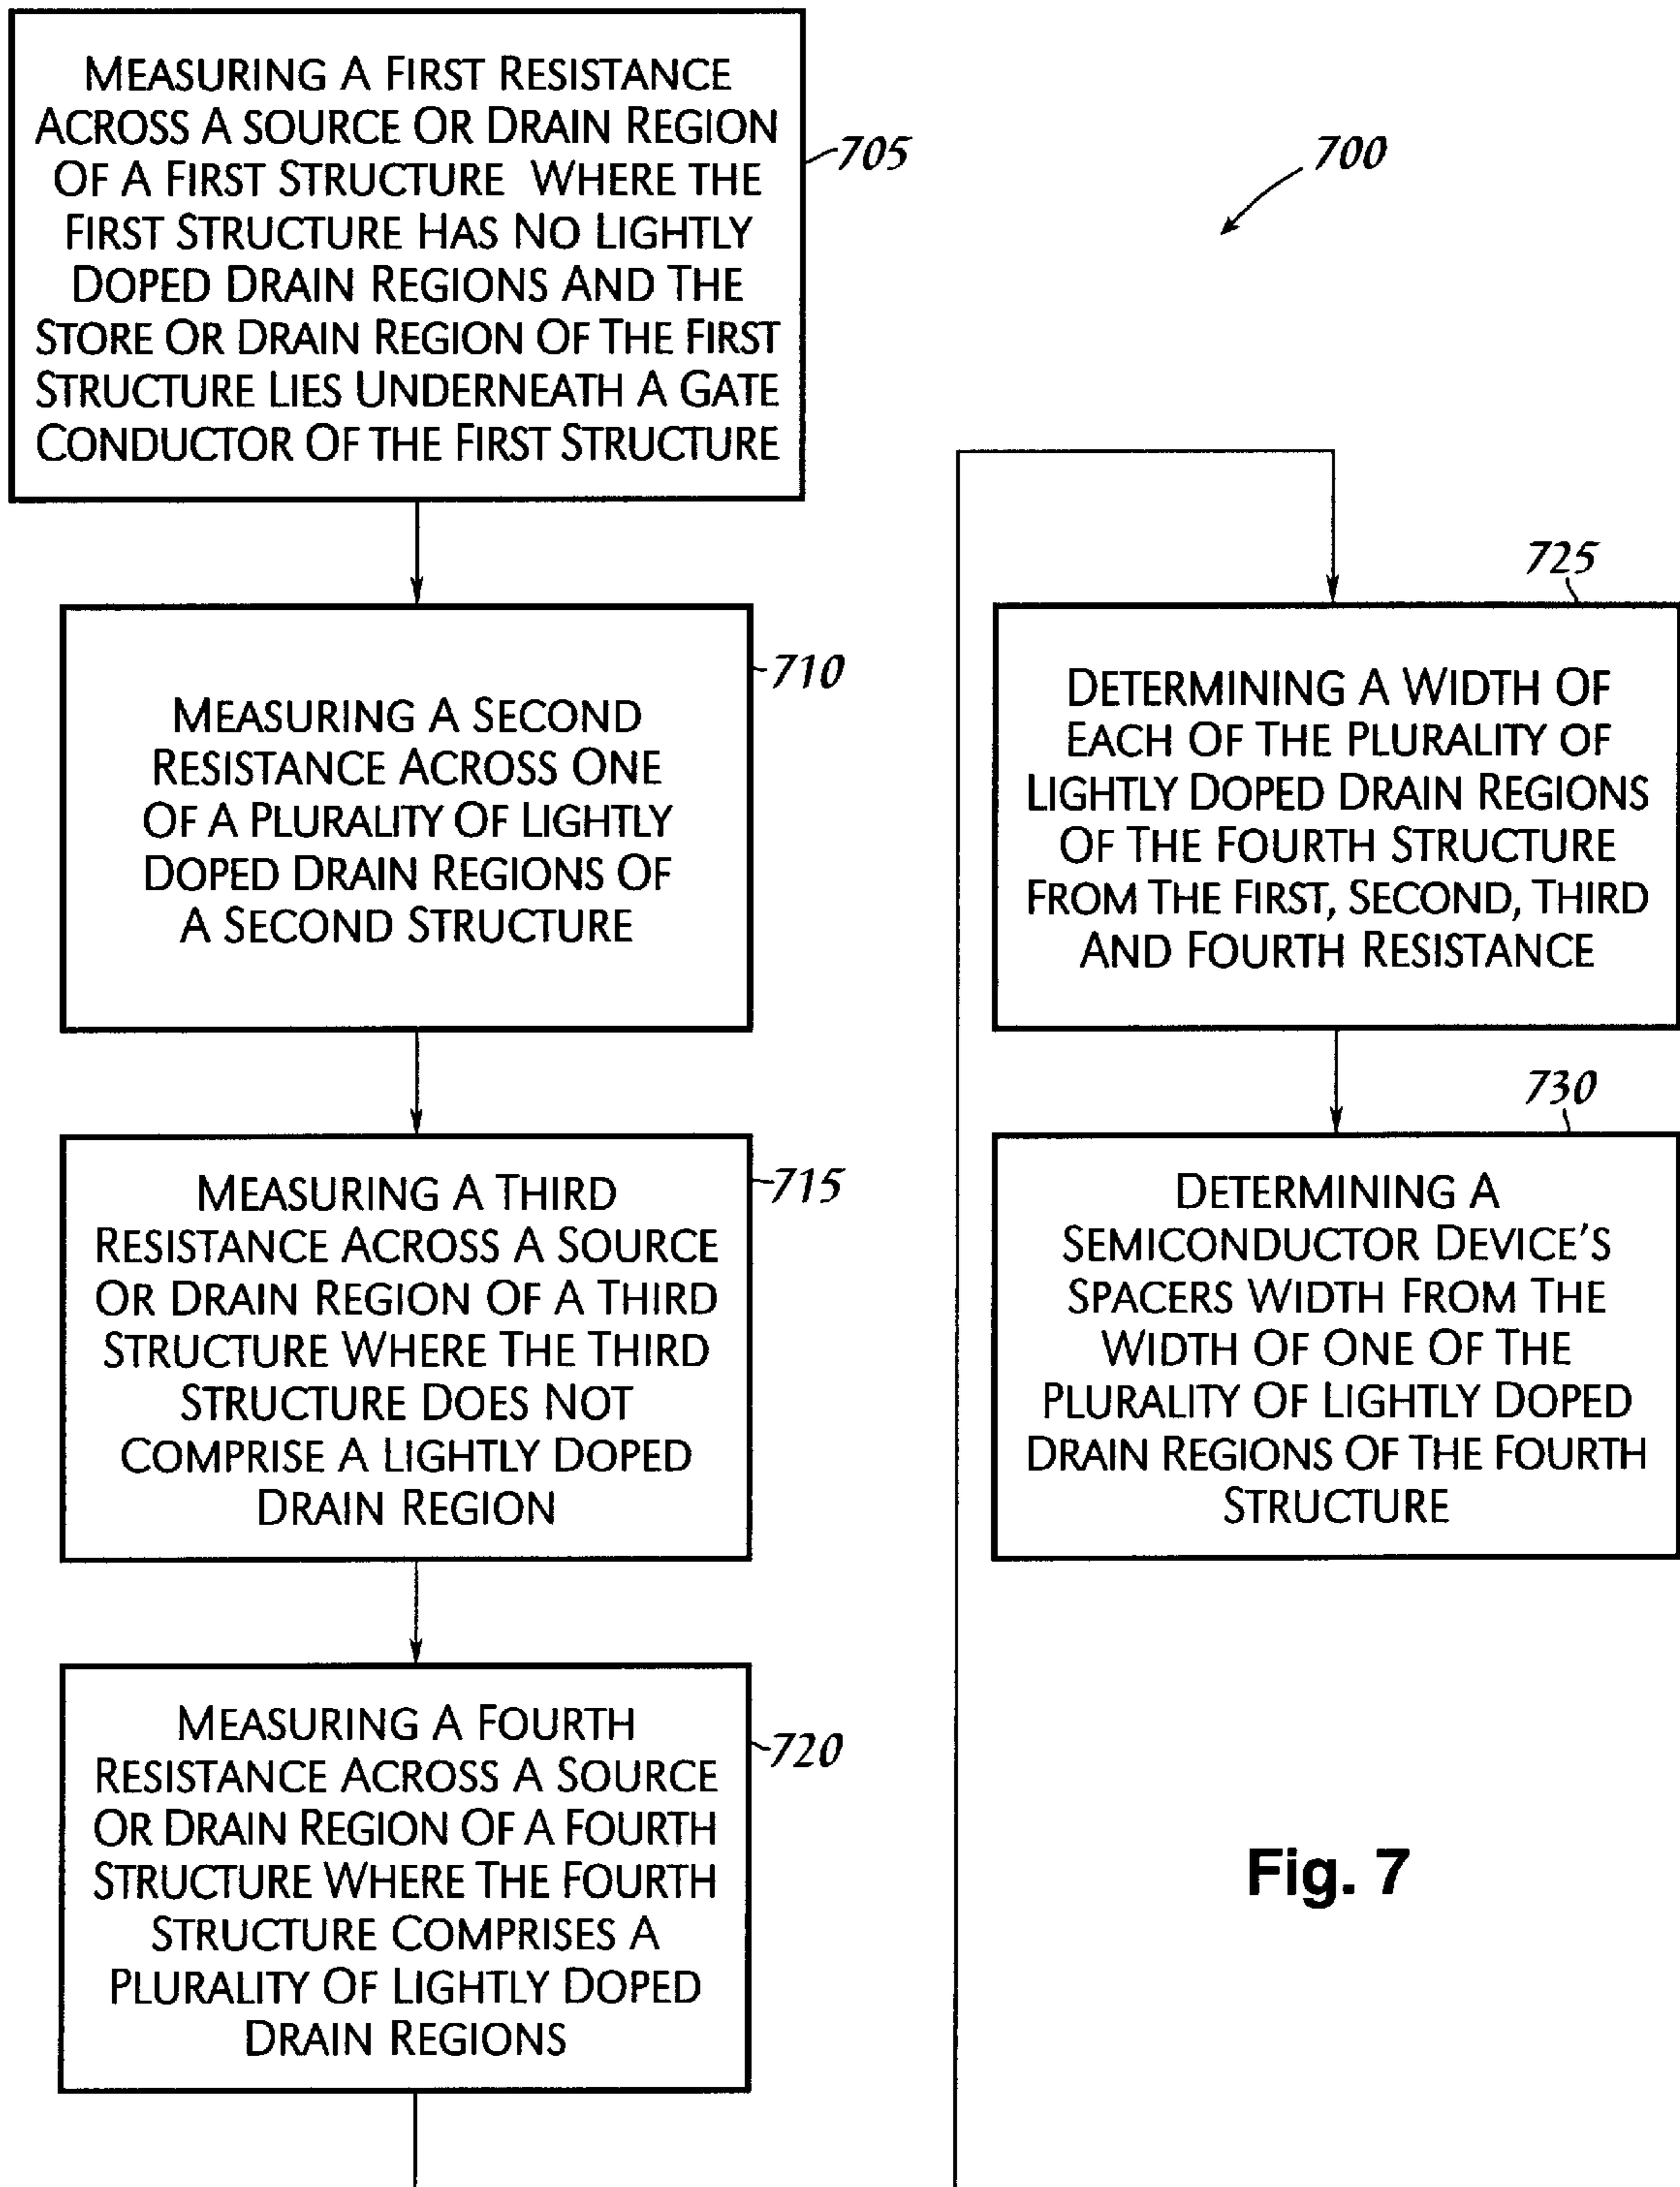 MEASURING A FIRST RESISTANCE
ACROSS A SOURCE OR DRAIN REGION
OF A FIRST STRUCTURE WHERE THE
FIRST STRUCTURE HAS NO LIGHTLY
DOPED DRAIN REGIONS AND THE
STORE OR DRAIN REGION OF THE FIRST
STRUCTURE LIES UNDERNEATH A GATE
CONDUCTOR OF THE FIRST STRUCTURE
705
700
MEASURING A SECOND
RESISTANCE ACROSS ONE
OF A PLURALITY OF LIGHTLY
DOPED DRAIN REGIONS OF
A SECOND STRUCTURE
710
MEASURING A THIRD
RESISTANCE ACROSS A SOURCE
OR DRAIN REGION OF A THIRD
STRUCTURE WHERE THE THIRD
STRUCTURE DOES NOT
COMPRISE A LIGHTLY DOPED
DRAIN REGION
715
MEASURING A FOURTH
RESISTANCE ACROSS A SOURCE
OR DRAIN REGION OF A FOURTH
STRUCTURE WHERE THE FOURTH
STRUCTURE COMPRISES A
PLURALITY OF LIGHTLY DOPED
DRAIN REGIONS
720
725
DETERMINING A WIDTH OF
EACH OF THE PLURALITY OF
LIGHTLY DOPED DRAIN REGIONS
OF THE FOURTH STRUCTURE
FROM THE FIRST, SECOND, THIRD
AND FOURTH RESISTANCE
730
DETERMINING A
SEMICONDUCTOR DEVICE'S
SPACERS WIDTH FROM THE
WIDTH OF ONE OF THE
PLURALITY OF LIGHTLY DOPED
DRAIN REGIONS OF THE FOURTH
STRUCTURE
Fig. 7